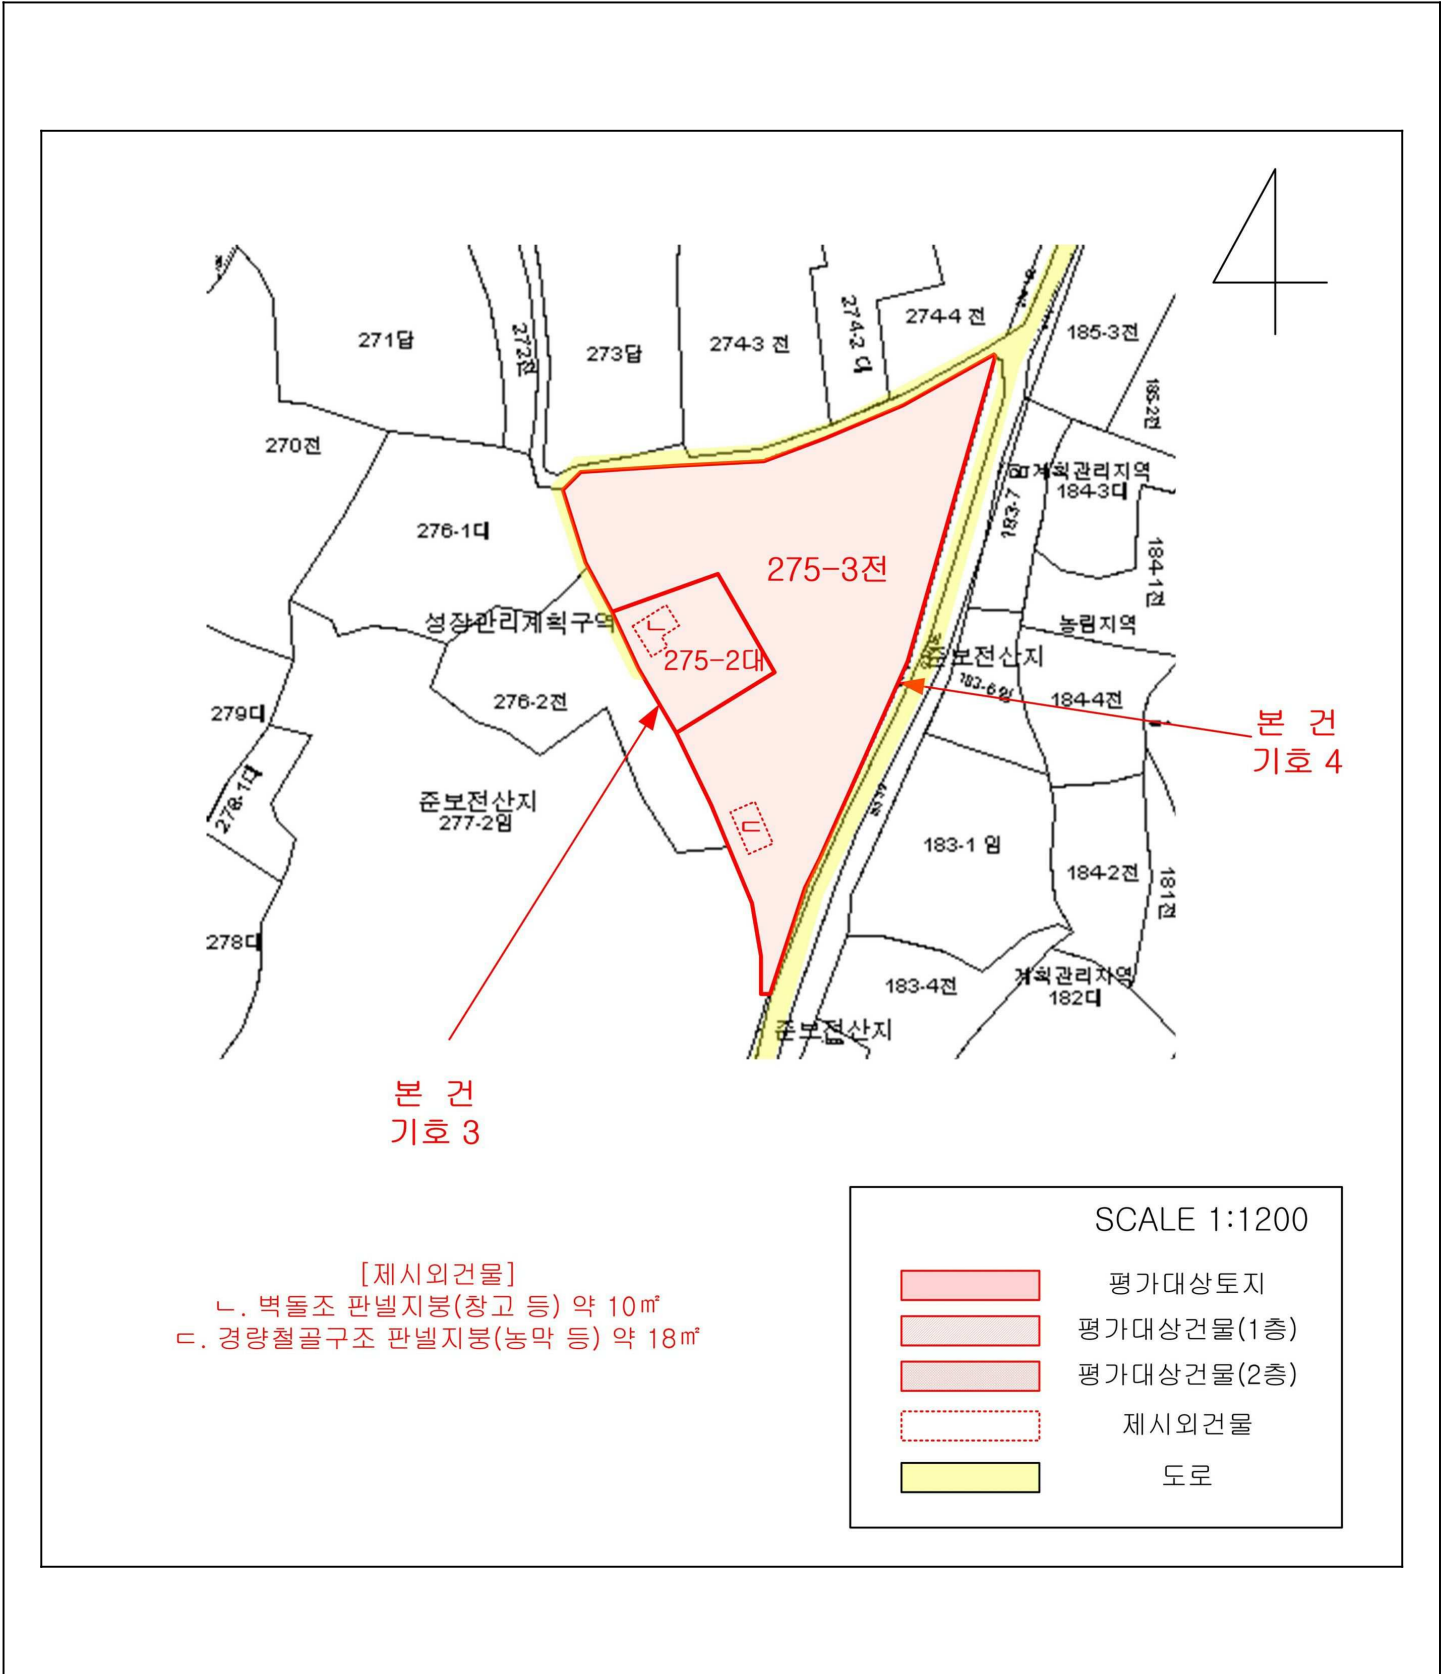 271답
272전
273답
274-3 전
274-2 대
274-4 전
185-3전
185-2전
270전
계획관리지역
184-3대
183-7
276-1대
275-3전
184-1전
성장관리계획구역
농림지역
275-2대
ㄴ
준보전산지
183-6임
184-4전
276-2전
279대
본 건
기호 4
278-1대
준보전산지
277-2임
ㄷ
183-1 임
184-2전
181전
278대
183-4전
계획관리지역
182대
준보전산지
본 건
기호 3
SCALE 1:1200
평가대상토지
평가대상건물(1층)
평가대상건물(2층)
제시외건물
도로
[제시외건물]
ㄴ. 벽돌조 판넬지붕(창고 등) 약 10㎡
ㄷ. 경량철골구조 판넬지붕(농막 등) 약 18㎡